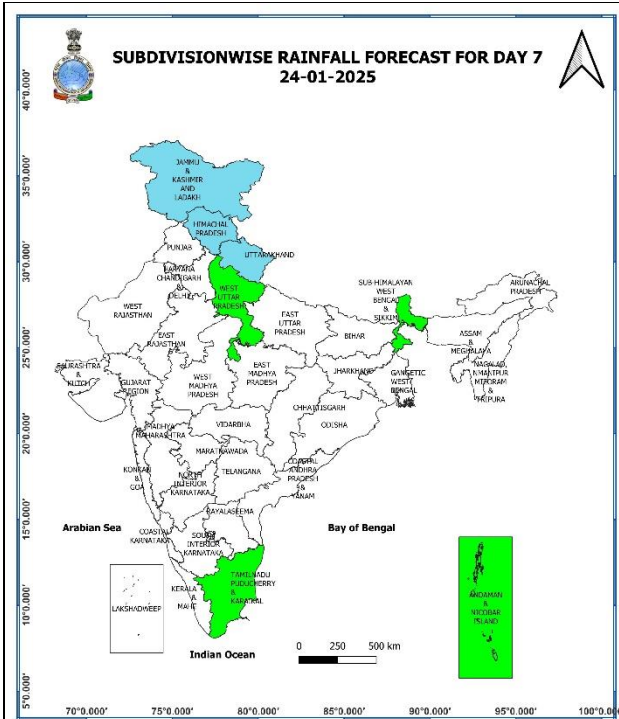 SUBDIVISIONWISE RAINFALL FORECAST FOR DAY 7
24-01-2025
40°0.000'
35°0.000'
30°0.000'
25°0.000'
20°0.000'
15°0.000'
10°0.000'
5°0.000'
JAMMU
&
KASHMIR
AND
LADAKH
HIMACHAL
PRADESH
PUNJAB
UTTARAKHAND
HARYANA
CHANDIGARH
&
DELHI
WEST
UTTAR
PRADESH
WEST
RAJASTHAN
EAST
RAJASTHAN
EAST
UTTAR
PRADESH
SUB-HIMALAYAN
WEST
BENGAL
&
SIKKIM
ARUNACHAL
PRADESH
BIHAR
ASSAM
&
MEGHALAYA
SAURASHTRA
&
KUTCH
GUJARAT
REGION
WEST
MADHYA
PRADESH
EAST
MADHYA
PRADESH
JHARKHAND
GANGETIC
WEST
BENGAL
MIZORAM
&
TRIPURA
CHHATTISGARH
ODISHA
MADHYA
MAHARASHTRA
VIDARBHA
MARATHAWADA
TELANGANA
KONKAN
&
GOA
NORTH
INTERIOR
KARNATAKA
COASTAL
ANDHRA
PRADESH
&
YANAM
RAYALASEEMA
Arabian Sea
Bay of Bengal
COASTAL
KARNATAKA
SOUTH
INTERIOR
KARNATAKA
LAKSHADWEEP
KERALA
&
MAHE
TAMILNADU
PUDUCHERRY
&
KARAIKAL
ANDAMAN
&
NICOBAR
ISLAND
Indian Ocean
0 250 500 km
70°0.000' 75°0.000' 80°0.000' 85°0.000' 90°0.000' 95°0.000' 100°0.000'